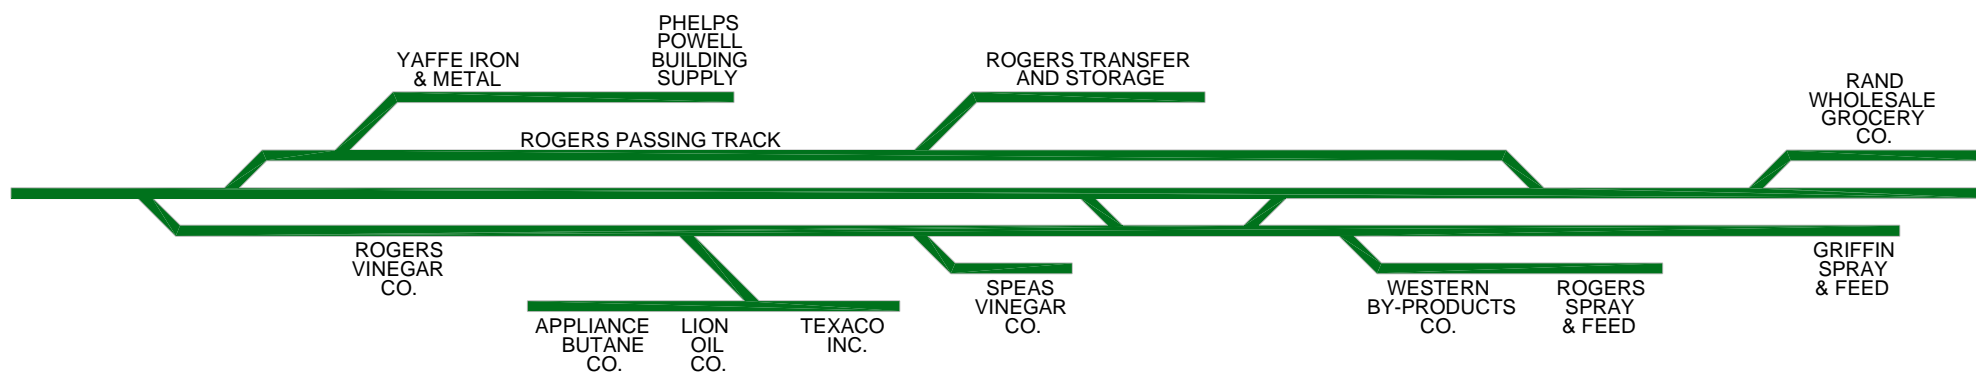 PHELPS
POWELL
BUILDING
SUPPLY
YAFFE IRON
& METAL
ROGERS TRANSFER
AND STORAGE
RAND
WHOLESALE
GROCERY
CO.
ROGERS PASSING TRACK
ROGERS
VINEGAR
CO.
GRIFFIN
SPRAY
& FEED
APPLIANCE
BUTANE
CO.
LION
OIL
CO.
TEXACO
INC.
SPEAS
VINEGAR
CO.
WESTERN
BY-PRODUCTS
CO.
ROGERS
SPRAY
& FEED